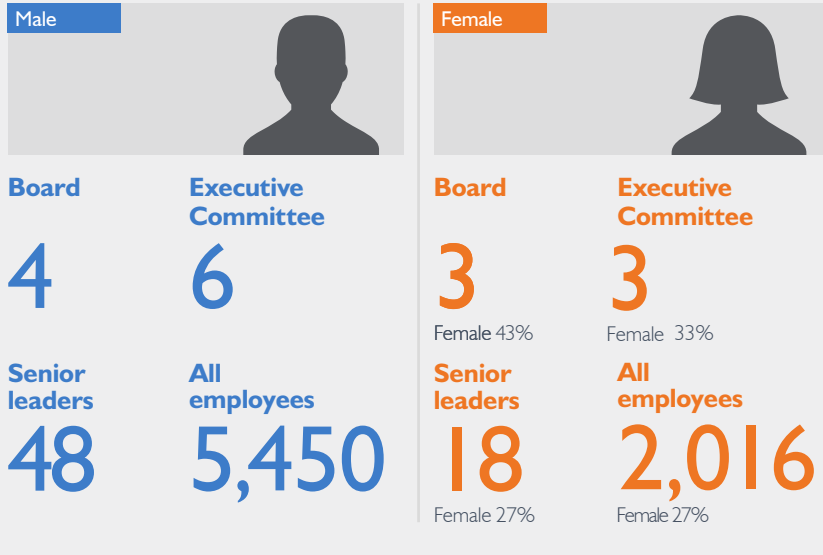 Male
Board
Executive
Committee
4
6
Senior
leaders
All
employees
48
5,450
Female
Board
Executive
Committee
3
3
Female 43%
Female 33%
Senior
leaders
All
employees
18
2,016
Female 27%
Female 27%